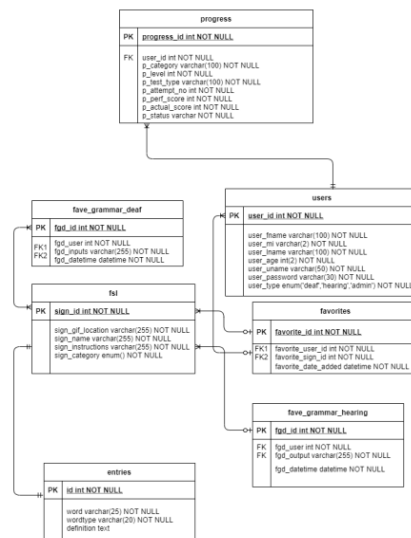 progress
PK progress_id int NOT NULL
FK user_id int NOT NULL
p_category varchar(100) NOT NULL
p_level int NOT NULL
p_test_type varchar(100) NOT NULL
p_attempt_no int NOT NULL
p_perf_score int NOT NULL
p_actual_score int NOT NULL
p_status varchar NOT NULL
fave_grammar_deaf
PK fgd_id int NOT NULL
FK1 fgd_user int NOT NULL
FK2 fgd_inputs varchar(255) NOT NULL
fgd_datetime datetime NOT NULL
users
PK user_id int NOT NULL
user_fname varchar(100) NOT NULL
user_mi varchar(2) NOT NULL
user_lname varchar(100) NOT NULL
user_age int(2) NOT NULL
user_uname varchar(50) NOT NULL
user_password varchar(30) NOT NULL
user_type enum('deaf','hearing','admin') NOT NULL
fsl
PK sign_id int NOT NULL
sign_gif_location varchar(255) NOT NULL
sign_name varchar(255) NOT NULL
sign_instructions varchar(255) NOT NULL
sign_category enum() NOT NULL
favorites
PK favorite_id int NOT NULL
FK1 favorite_user_id int NOT NULL
FK2 favorite_sign_id int NOT NULL
favorite_date_added datetime NOT NULL
fave_grammar_hearing
PK fgd_id int NOT NULL
FK fgd_user int NOT NULL
FK fgd_output varchar(255) NOT NULL
fgd_datetime datetime NOT NULL
entries
PK id int NOT NULL
word varchar(25) NOT NULL
wordtype varchar(20) NOT NULL
definition text